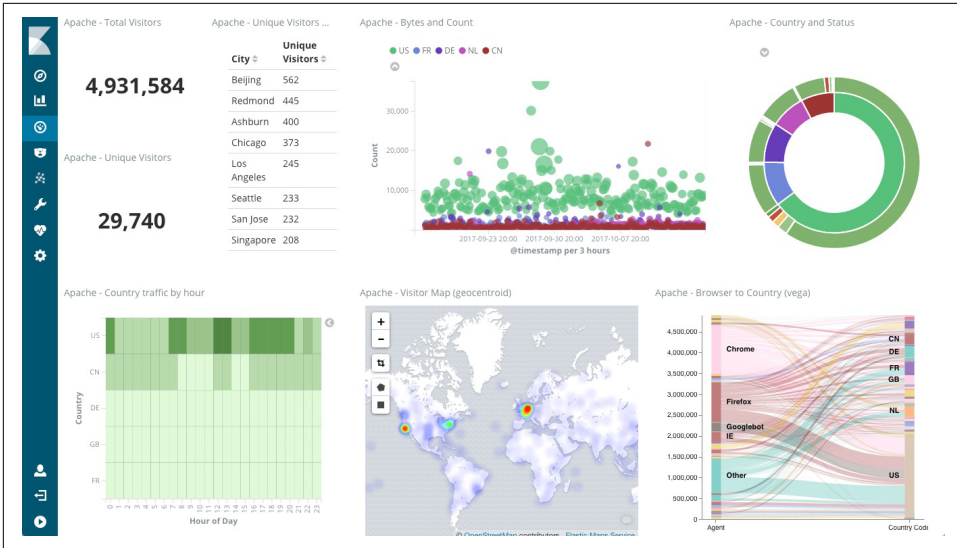 Apache - Total Visitors
4,931,584
Apache - Unique Visitors
29,740
Apache - Unique Visitors ...
City Unique Visitors
Beijing 562
Redmond 445
Ashburn 400
Chicago 373
Los Angeles 245
Seattle 233
San Jose 232
Singapore 208
Apache - Bytes and Count
US FR DE NL CN
30,000
20,000
10,000
Count
2017-09-23 20:00 2017-09-30 20:00 2017-10-07 20:00
@timestamp per 3 hours
Apache - Country and Status
Apache - Country traffic by hour
US
CN
DE
GB
FR
Country
0 1 2 3 4 5 6 7 8 9 10 11 12 13 14 15 16 17 18 19 20 21 22 23
Hour of Day
Apache - Visitor Map (geocentroid)
+
-
© OpenStreetMap contributors , Elastic Maps Service
Apache - Browser to Country (vega)
4,500,000
4,000,000
3,500,000
3,000,000
2,500,000
2,000,000
1,500,000
1,000,000
500,000
0
Chrome
Firefox
Googlebot
IE
Other
CN
DE
FR
GB
NL
US
Agent
Country Code